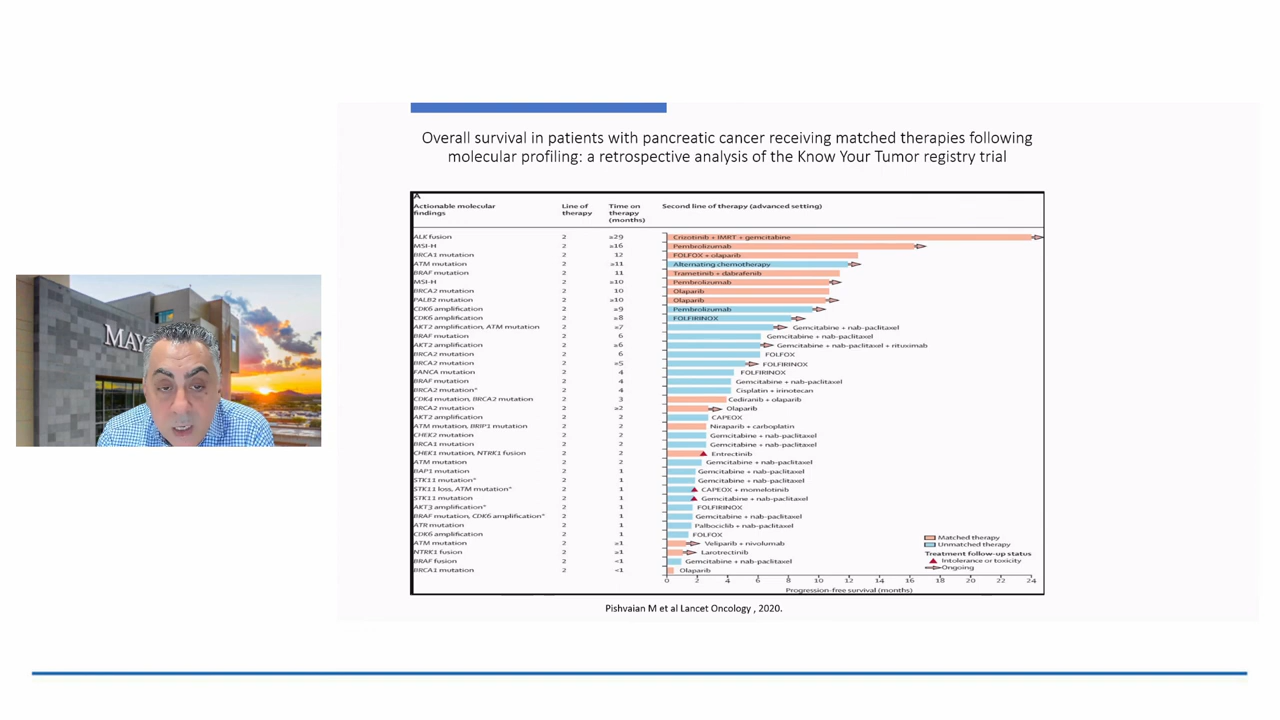 Overall survival in patients with pancreatic cancer receiving matched therapies following
molecular profiling: a retrospective analysis of the Know Your Tumor registry trial
A
Actionable molecular findings Line of therapy Time on therapy (months) Second line of therapy (advanced setting)
ALK fusion 2 ≥29 Crizotinib + IMRT + gemcitabine
MSI-H 2 ≥16 Pembrolizumab
BRCA1 mutation 2 12 FOLFOX + olaparib
ATM mutation 2 ≥11 Alternating chemotherapy
BRAF mutation 2 11 Trametinib + dabrafenib
MSI-H 2 ≥10 Pembrolizumab
BRCA2 mutation 2 10 Olaparib
PALB2 mutation 2 ≥10 Olaparib
CDK6 amplification 2 ≥9 Pembrolizumab
CDK6 amplification 2 ≥8 FOLFIRINOX
AKT2 amplification, ATM mutation 2 ≥7 Gemcitabine + nab-paclitaxel
BRAF mutation 2 6 Gemcitabine + nab-paclitaxel
AKT2 amplification 2 ≥6 Gemcitabine + nab-paclitaxel + rituximab
BRCA2 mutation 2 6 FOLFOX
BRCA2 mutation 2 ≥5 FOLFIRINOX
FANCA mutation 2 4 FOLFIRINOX
BRAF mutation 2 4 Gemcitabine + nab-paclitaxel
BRCA2 mutation* 2 4 Cisplatin + irinotecan
CDK4 mutation, BRCA2 mutation 2 3 Cediranib + olaparib
BRCA2 mutation 2 ≥2 Olaparib
AKT2 amplification 2 2 CAPEOX
ATM mutation, BRIP1 mutation 2 2 Niraparib + carboplatin
CHEK2 mutation 2 2 Gemcitabine + nab-paclitaxel
BRCA1 mutation 2 2 Gemcitabine + nab-paclitaxel
CHEK1 mutation, NTRK1 fusion 2 2 Entrectinib
ATM mutation 2 2 Gemcitabine + nab-paclitaxel
BAP1 mutation 2 1 Gemcitabine + nab-paclitaxel
STK11 mutation* 2 1 Gemcitabine + nab-paclitaxel
STK11 loss, ATM mutation* 2 1 CAPEOX + momelotinib
STK11 mutation 2 1 Gemcitabine + nab-paclitaxel
AKT3 amplification* 2 1 FOLFIRINOX
BRAF mutation, CDK6 amplification* 2 1 Gemcitabine + nab-paclitaxel
ATR mutation 2 1 Palbociclib + nab-paclitaxel
CDK6 amplification 2 1 FOLFOX
ATM mutation 2 ≥1 Veliparib + nivolumab
NTRK1 fusion 2 ≥1 Larotrectinib
BRAF fusion 2 <1 Gemcitabine + nab-paclitaxel
BRCA1 mutation 2 <1 Olaparib
Matched therapy
Unmatched therapy
Treatment follow-up status
Intolerance or toxicity
Ongoing
0 2 4 6 8 10 12 14 16 18 20 22 24
Progression-free survival (months)
Pishvaian M et al Lancet Oncology , 2020.
MAY